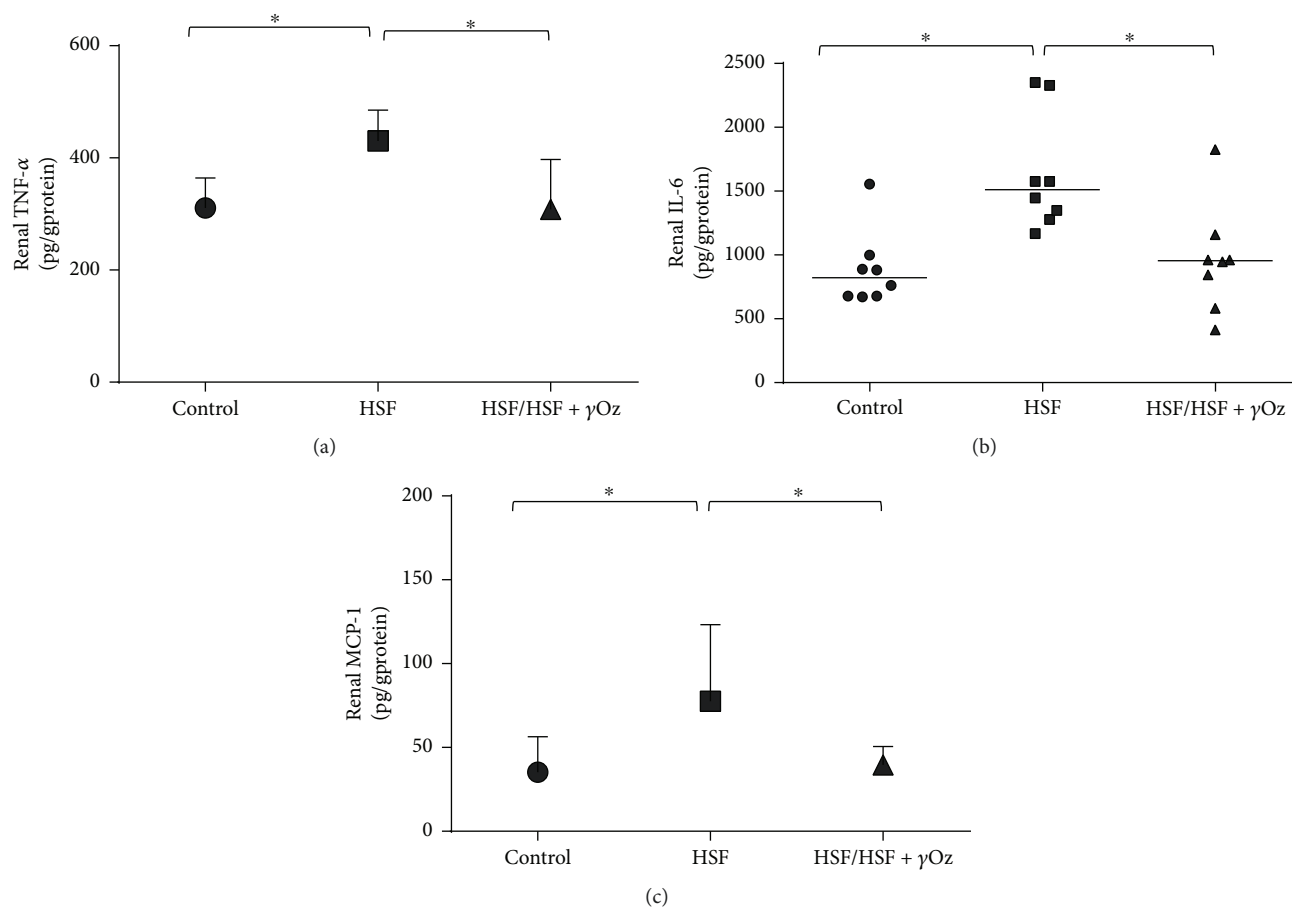 *
*
600
400
200
0
Renal TNF-α
(pg/gprotein)
Control
HSF
HSF/HSF + γOz
(a)
*
*
2500
2000
1500
1000
500
0
Renal IL-6
(pg/gprotein)
Control
HSF
HSF/HSF + γOz
(b)
*
*
200
150
100
50
0
Renal MCP-1
(pg/gprotein)
Control
HSF
HSF/HSF + γOz
(c)